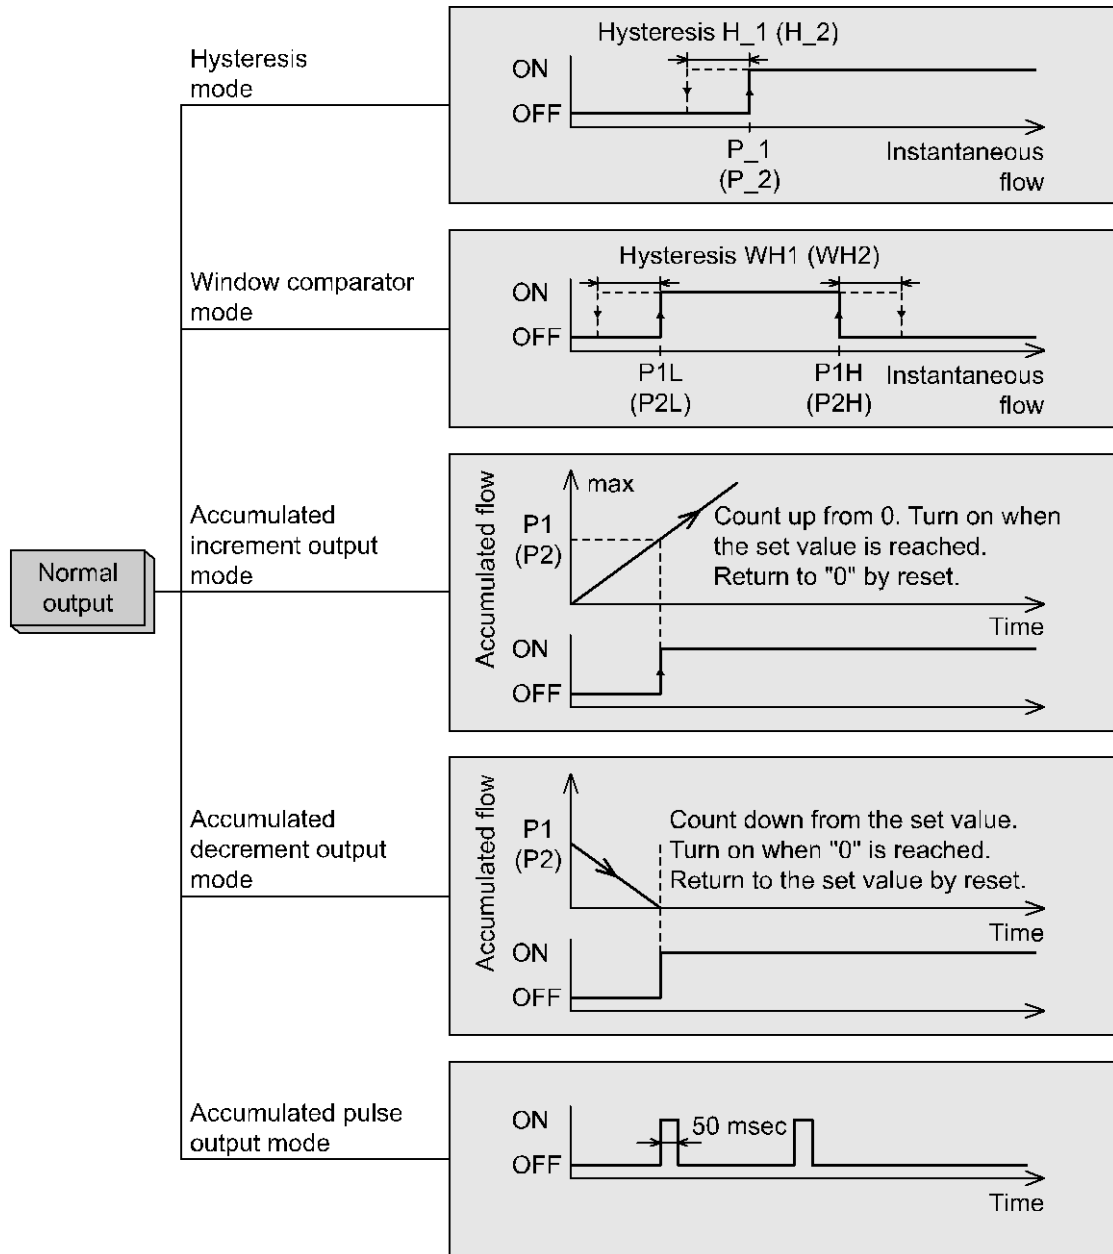 Normal
output
Hysteresis
mode
Hysteresis H_1 (H_2)
ON
OFF
P_1
(P_2)
Instantaneous
flow
Window comparator
mode
Hysteresis WH1 (WH2)
ON
OFF
P1L
(P2L)
P1H
(P2H)
Instantaneous
flow
Accumulated
increment output
mode
Accumulated flow
max
P1
(P2)
Count up from 0. Turn on when
the set value is reached.
Return to "0" by reset.
Time
ON
OFF
Accumulated
decrement output
mode
Accumulated flow
P1
(P2)
Count down from the set value.
Turn on when "0" is reached.
Return to the set value by reset.
Time
ON
OFF
Accumulated pulse
output mode
ON
OFF
50 msec
Time